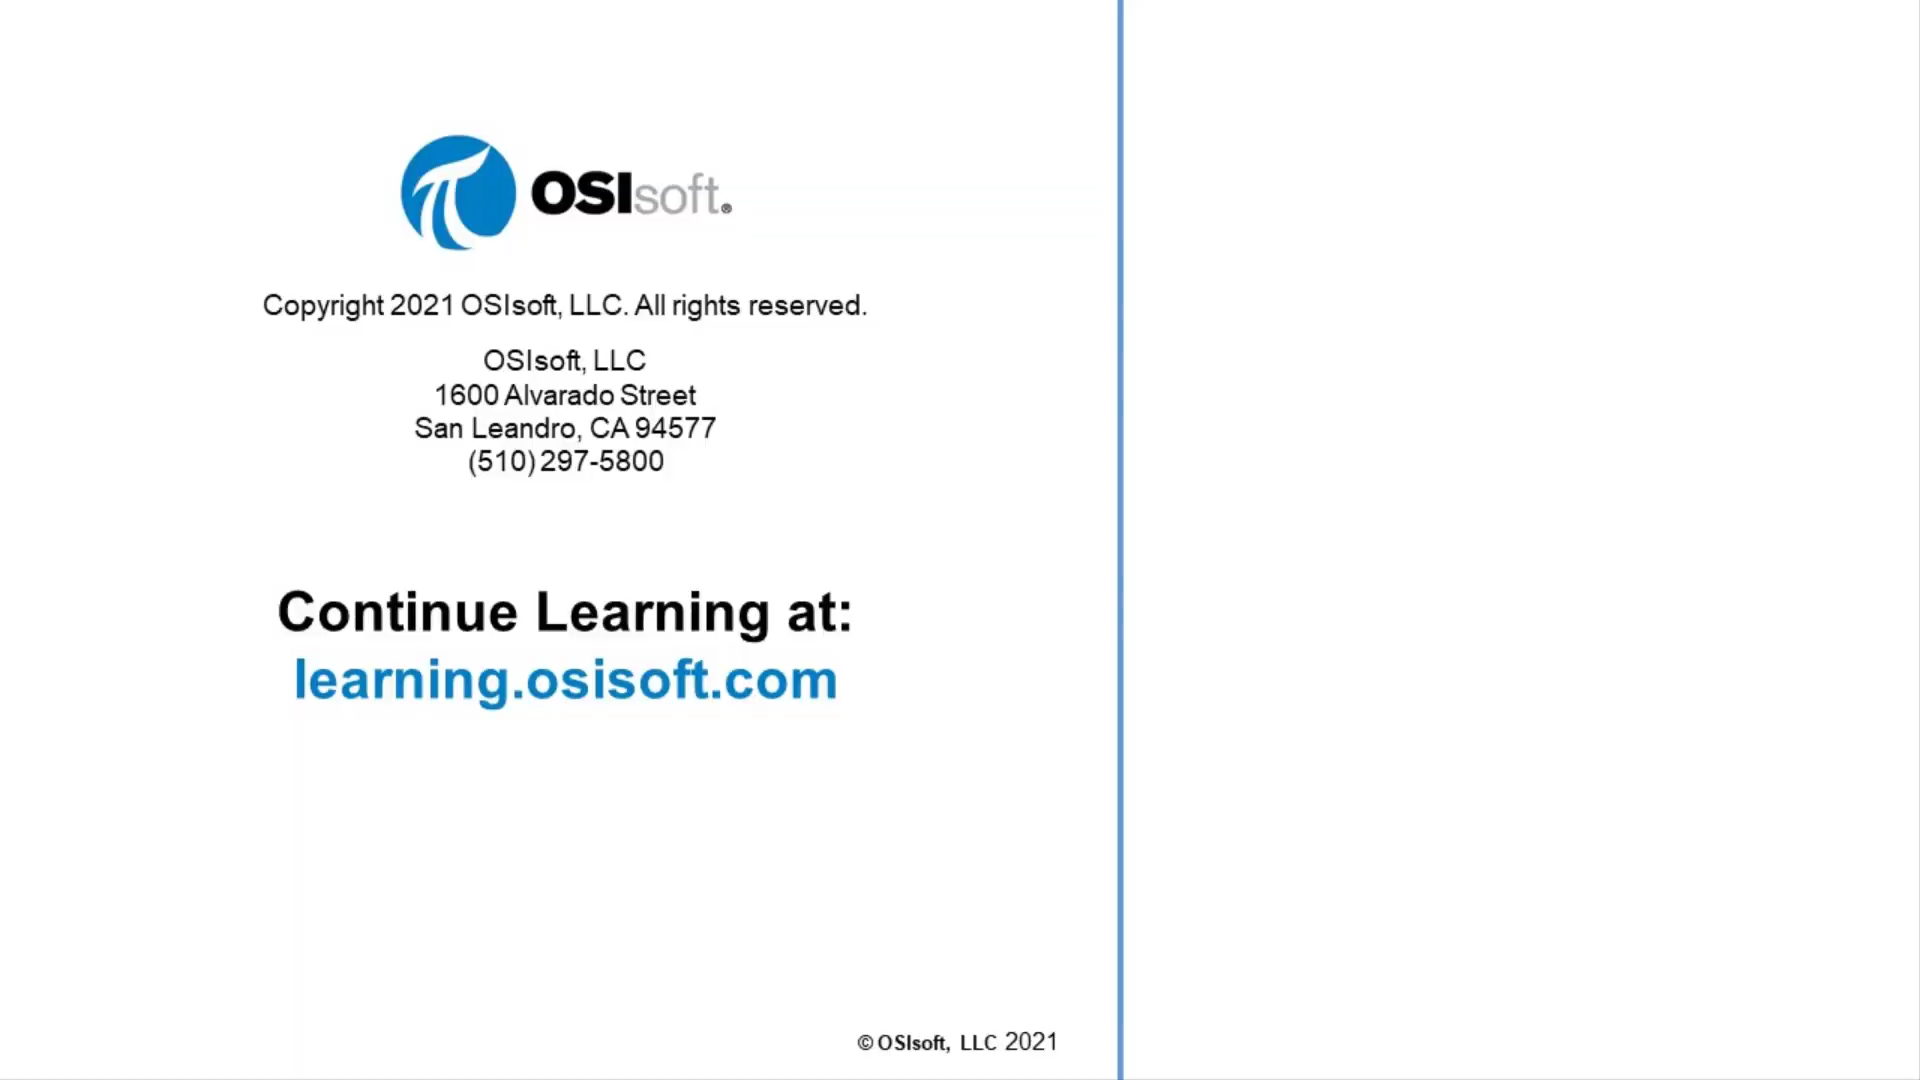 OSIsoft®
Copyright 2021 OSIsoft, LLC. All rights reserved.
OSIsoft, LLC
1600 Alvarado Street
San Leandro, CA 94577
(510) 297-5800
Continue Learning at:
learning.osisoft.com
© OSIsoft, LLC 2021